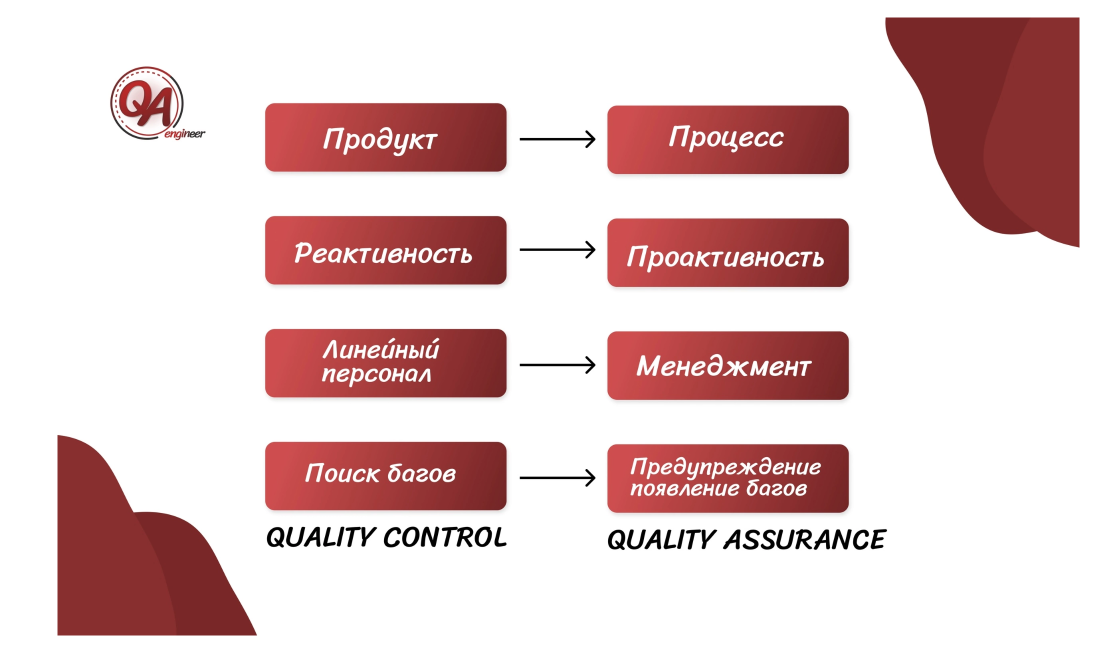 QA
engineer
Продукт
Процесс
Реактивность
Проактивность
Линейный
персонал
Менеджмент
Поиск багов
Предупреждение
появление багов
QUALITY CONTROL
QUALITY ASSURANCE